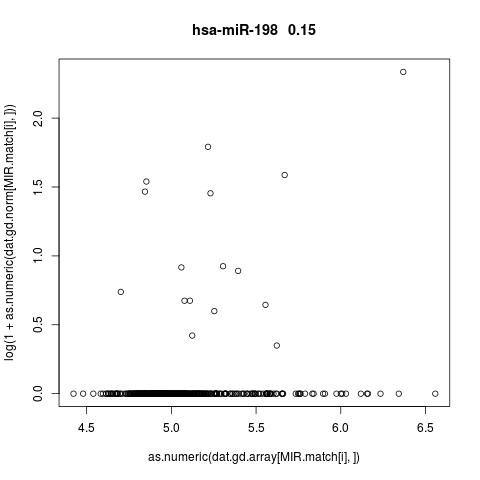 hsa-miR-198 0.15
log(1 + as.numeric(dat.gd.norm[MIR.match[i], ]))
2.0
1.5
1.0
0.5
0.0
4.5 5.0 5.5 6.0 6.5
as.numeric(dat.gd.array[MIR.match[i], ])